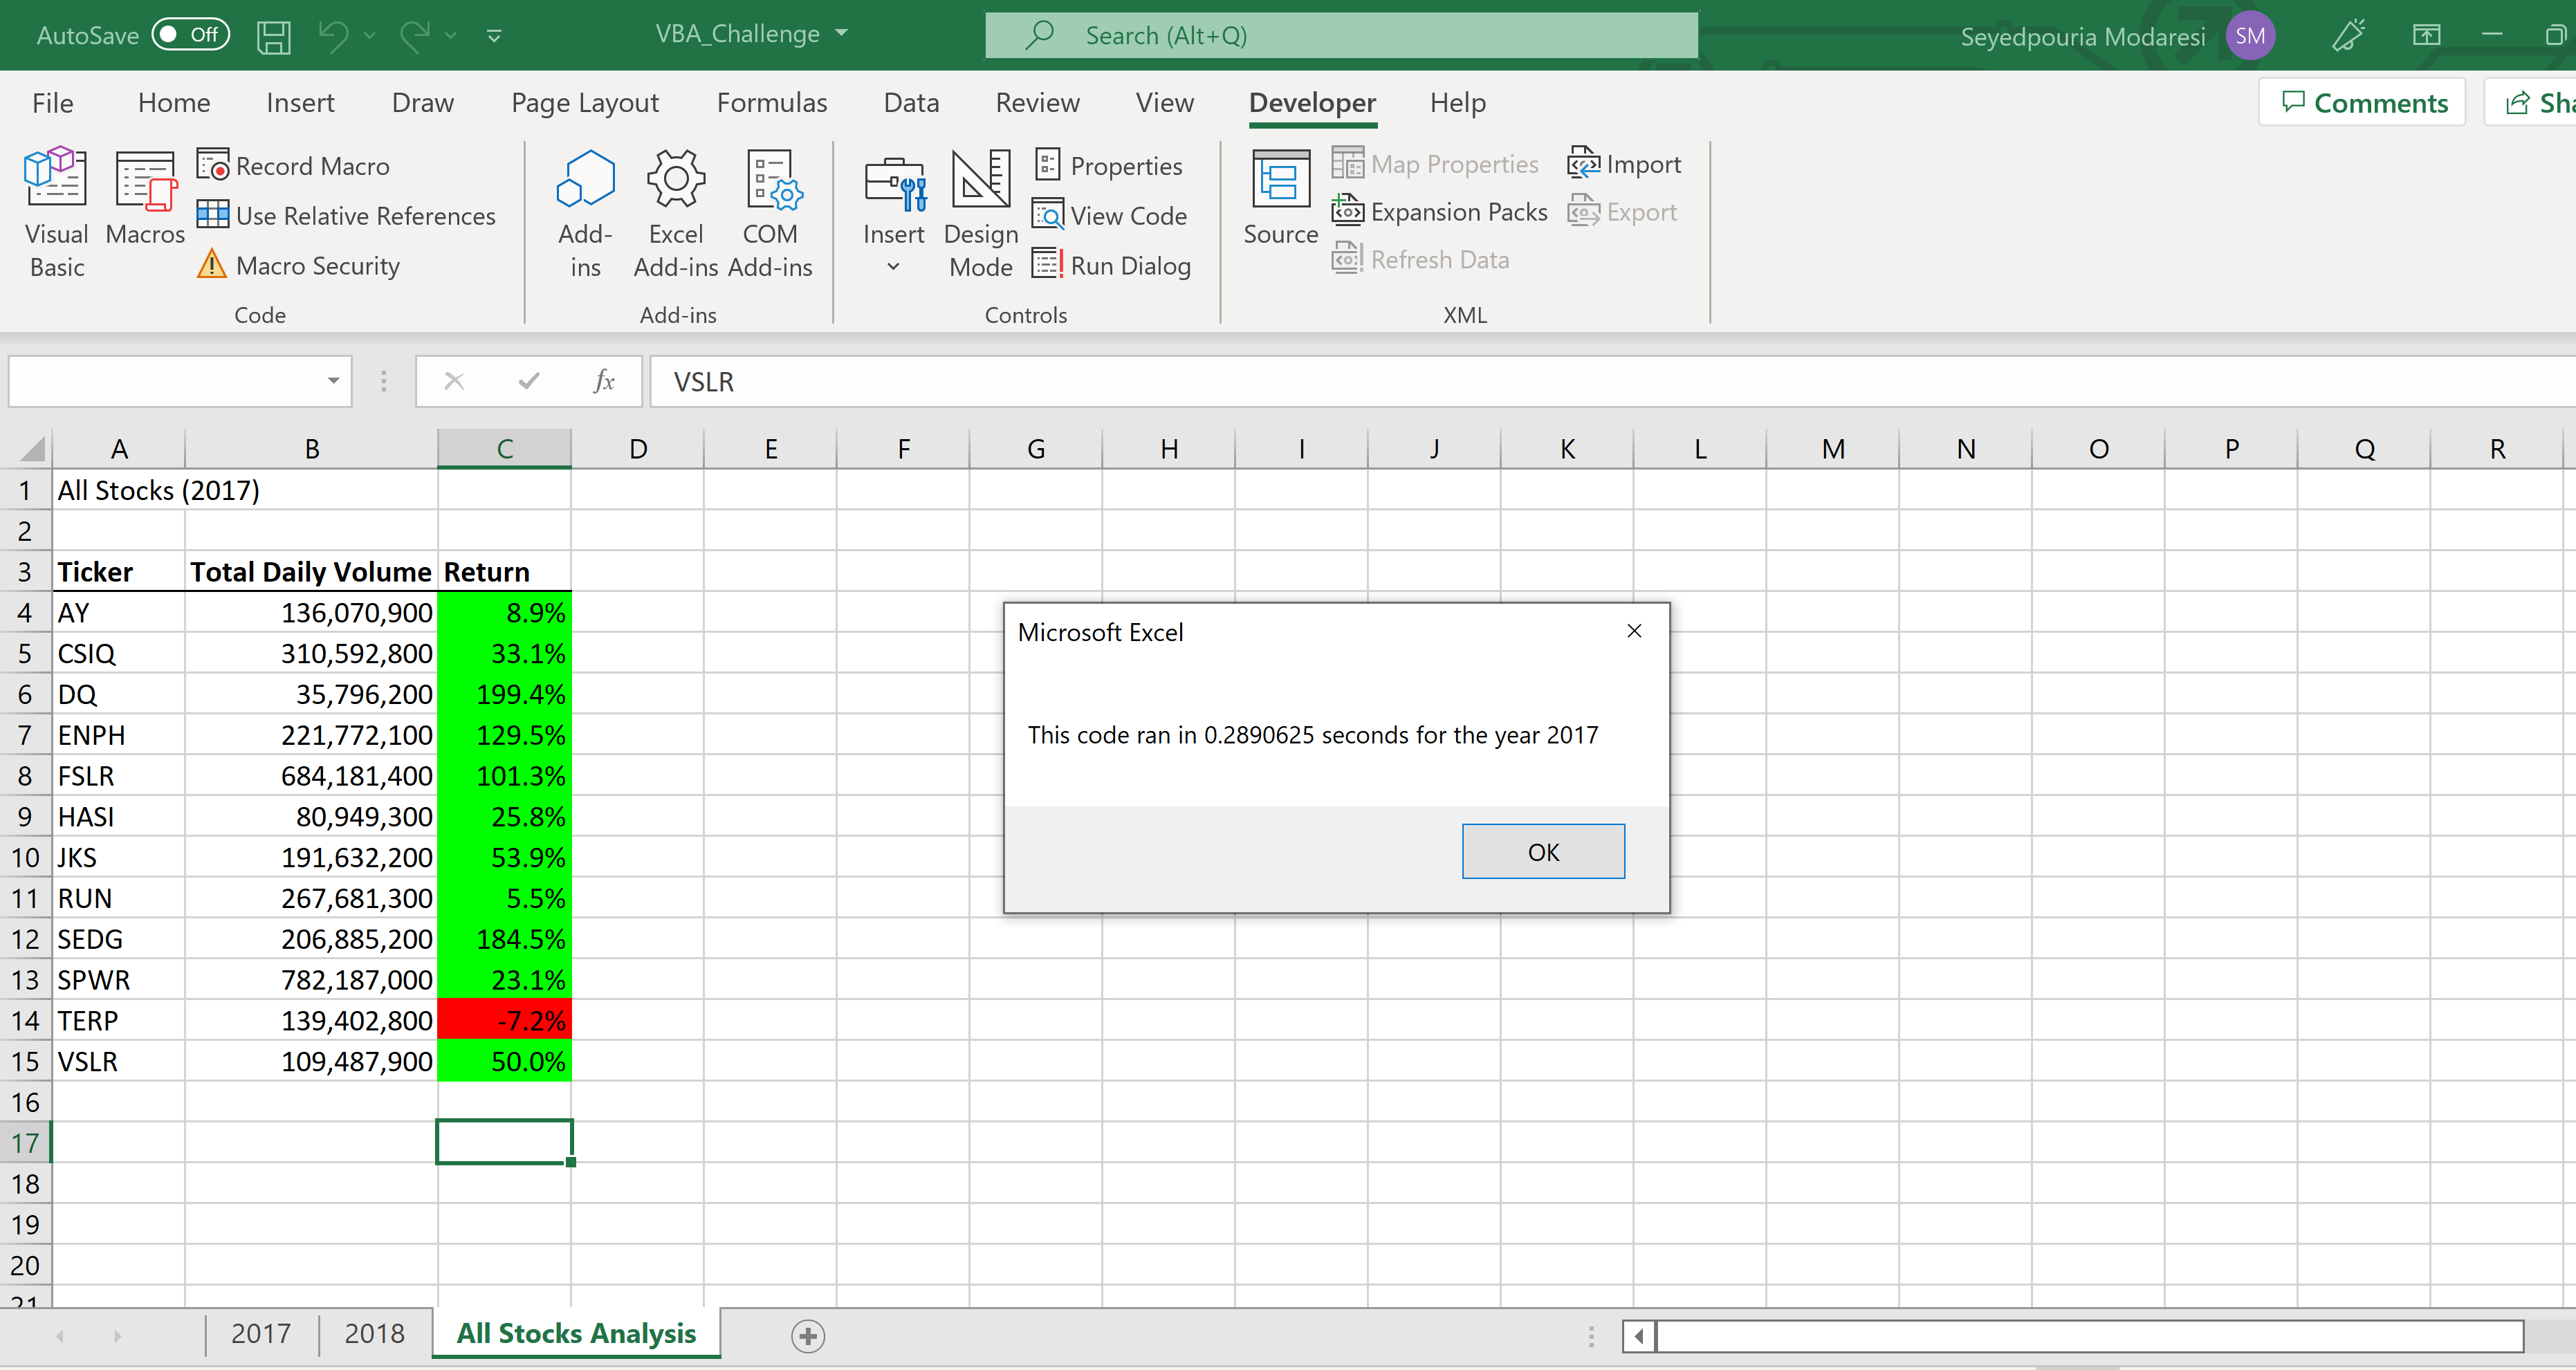 AutoSave Off VBA_Challenge Search (Alt+Q) Seyedpouria Modaresi SM
File Home Insert Draw Page Layout Formulas Data Review View Developer Help Comments Sha
Visual Basic
Macros
Record Macro
Use Relative References
Macro Security
Code
Add-ins
Excel Add-ins
COM Add-ins
Add-ins
Insert
Design Mode
Properties
View Code
Run Dialog
Controls
Source
Map Properties
Expansion Packs
Refresh Data
Import
Export
XML
fx VSLR
A B C D E F G H I J K L M N O P Q R
1 All Stocks (2017)
2
3 Ticker Total Daily Volume Return
4 AY 136,070,900 8.9%
5 CSIQ 310,592,800 33.1%
6 DQ 35,796,200 199.4%
7 ENPH 221,772,100 129.5%
8 FSLR 684,181,400 101.3%
9 HASI 80,949,300 25.8%
10 JKS 191,632,200 53.9%
11 RUN 267,681,300 5.5%
12 SEDG 206,885,200 184.5%
13 SPWR 782,187,000 23.1%
14 TERP 139,402,800 -7.2%
15 VSLR 109,487,900 50.0%
16
17
18
19
20
21
Microsoft Excel
This code ran in 0.2890625 seconds for the year 2017
OK
2017 2018 All Stocks Analysis